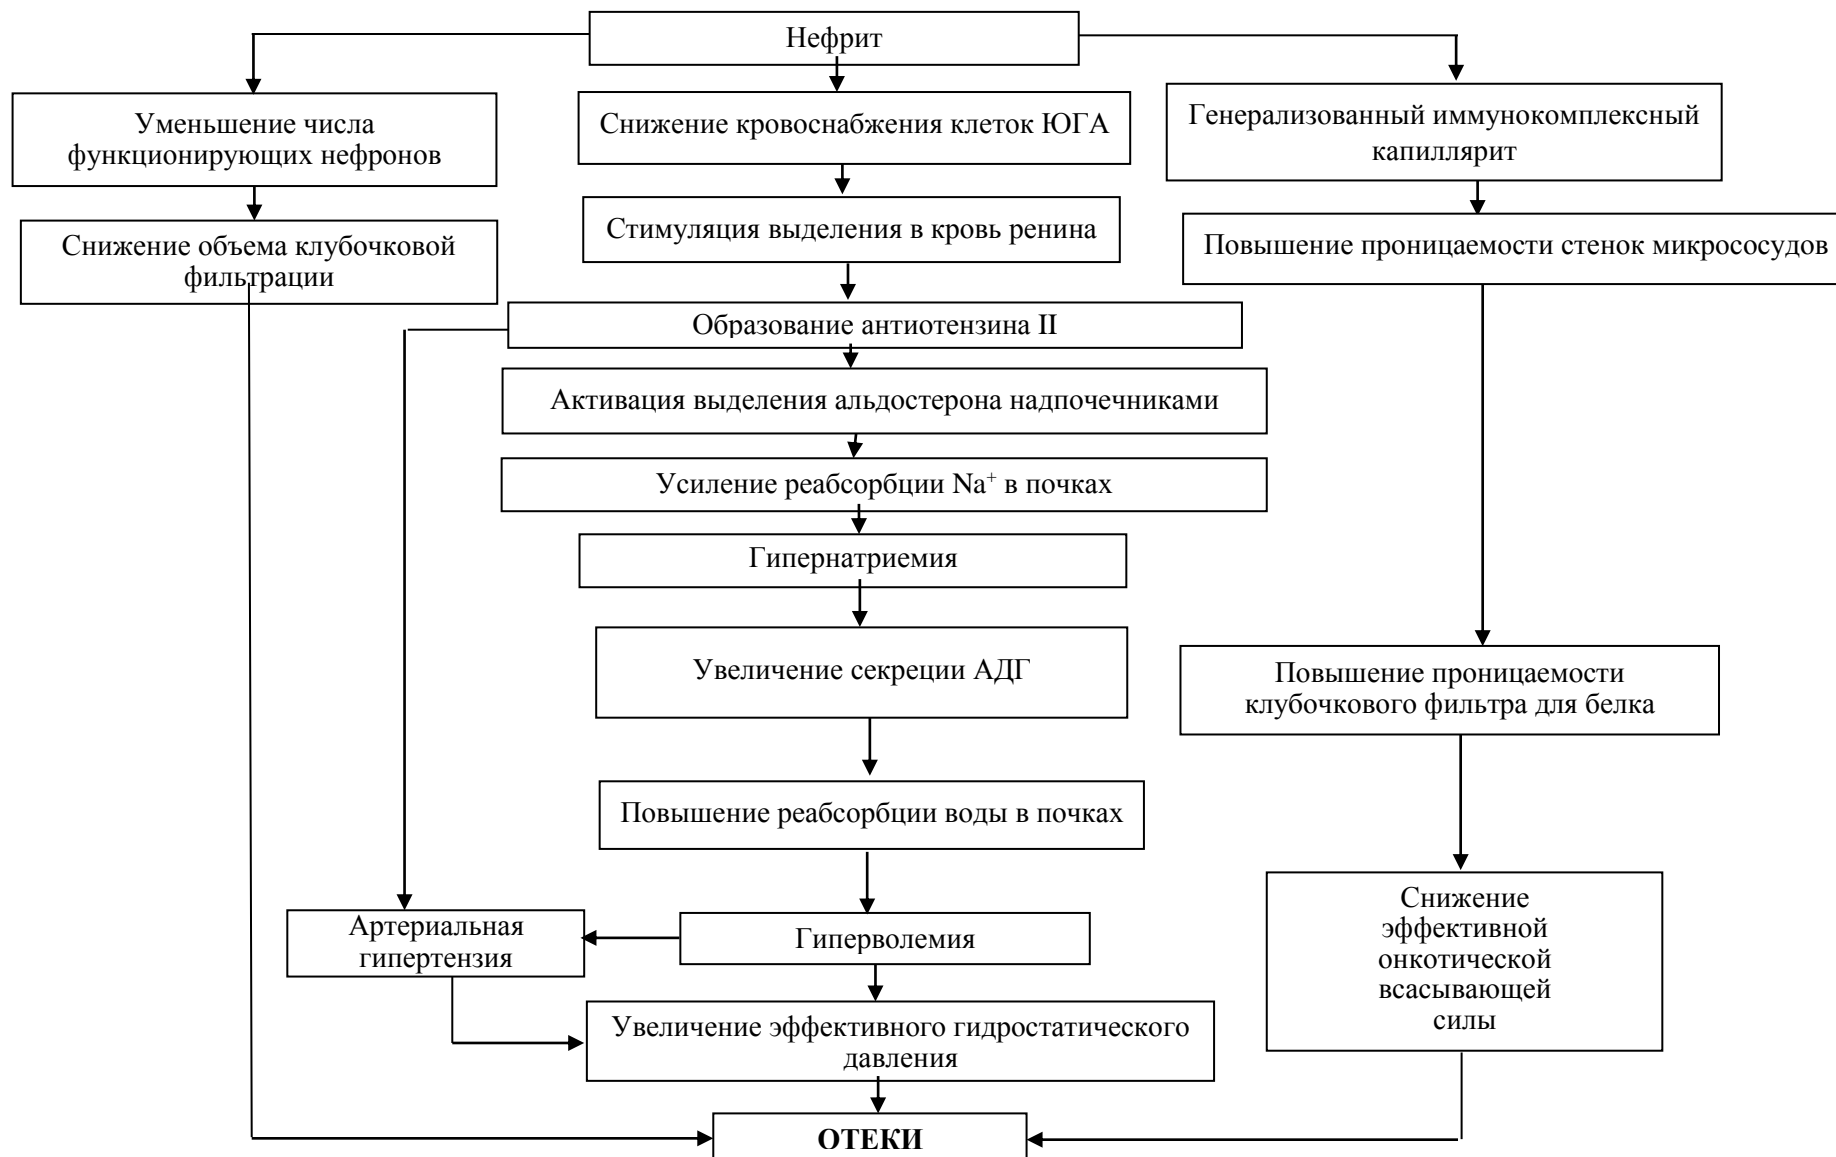 Нефрит
Уменьшение числа
функционирующих нефронов
Снижение кровоснабжения клеток ЮГА
Генерализованный иммунокомплексный
капиллярит
Снижение объема клубочковой
фильтрации
Стимуляция выделения в кровь ренина
Повышение проницаемости стенок микрососудов
Образование антиотензина II
Активация выделения альдостерона надпочечниками
Усиление реабсорбции Na⁺ в почках
Гипернатриемия
Увеличение секреции АДГ
Повышение проницаемости
клубочкового фильтра для белка
Повышение реабсорбции воды в почках
Артериальная
гипертензия
Гиперволемия
Снижение
эффективной
онкотической
всасывающей
силы
Увеличение эффективного гидростатического
давления
ОТЕКИ